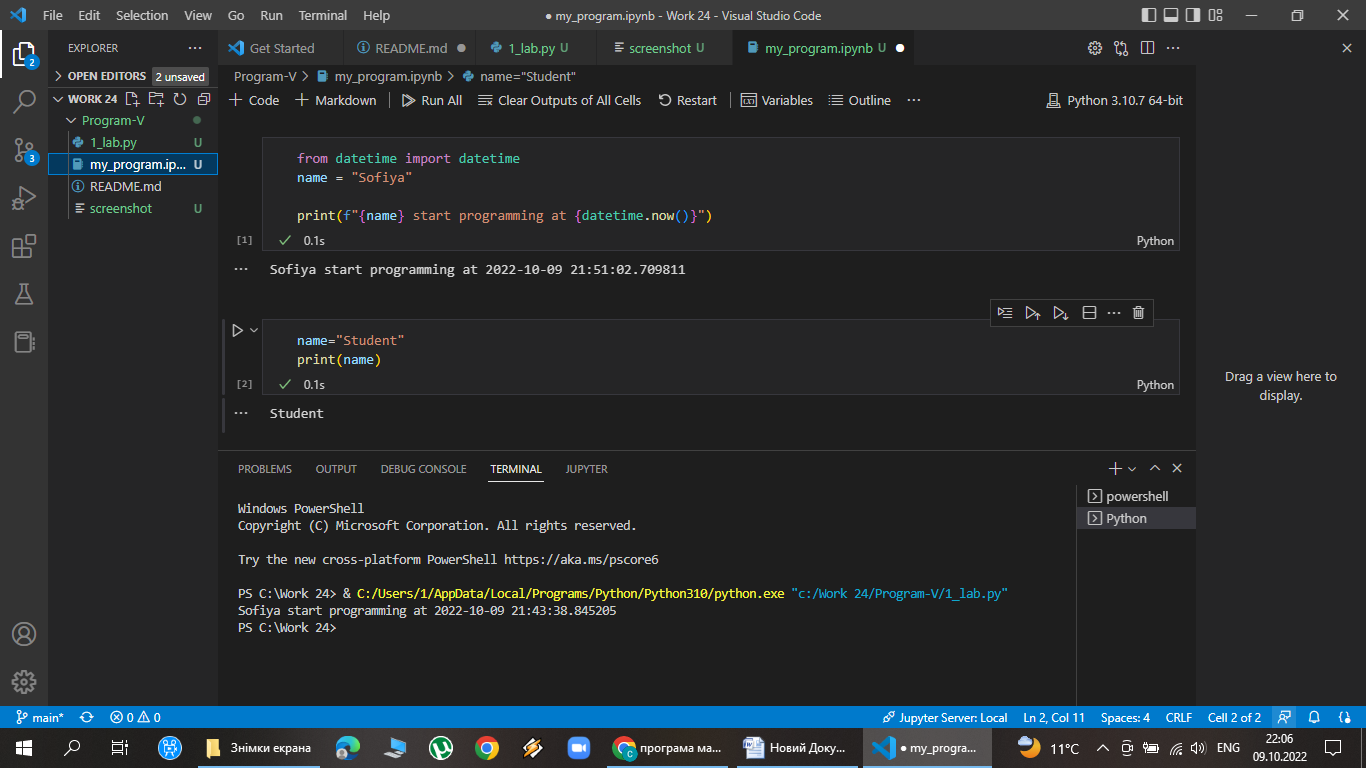 File Edit Selection View Go Run Terminal Help ● my_program.ipynb - Work 24 - Visual Studio Code
EXPLORER ···
Get Started README.md ● 1_lab.py U screenshot U my_program.ipynb U ●
OPEN EDITORS 2 unsaved
Program-V > my_program.ipynb > name="Student"
WORK 24
+ Code + Markdown Run All Clear Outputs of All Cells Restart Variables Outline ··· Python 3.10.7 64-bit
Program-V
1_lab.py U
my_program.ip... U
README.md
screenshot U
2
3
from datetime import datetime
name = "Sofiya"
print(f"{name} start programming at {datetime.now()}")
[1] ✓ 0.1s Python
··· Sofiya start programming at 2022-10-09 21:51:02.709811
name="Student"
print(name)
[2] ✓ 0.1s Python
··· Student
Drag a view here to
display.
PROBLEMS OUTPUT DEBUG CONSOLE TERMINAL JUPYTER
powershell
Python
Windows PowerShell
Copyright (C) Microsoft Corporation. All rights reserved.
Try the new cross-platform PowerShell https://aka.ms/pscore6
PS C:\Work 24> & C:/Users/1/AppData/Local/Programs/Python/Python310/python.exe "c:/Work 24/Program-V/1_lab.py"
Sofiya start programming at 2022-10-09 21:43:38.845205
PS C:\Work 24>
main* 0 0 Jupyter Server: Local Ln 2, Col 11 Spaces: 4 CRLF Cell 2 of 2
Знімки екрана програма ма... Новий Доку... ● my_progra... 11°C ENG 22:06
09.10.2022